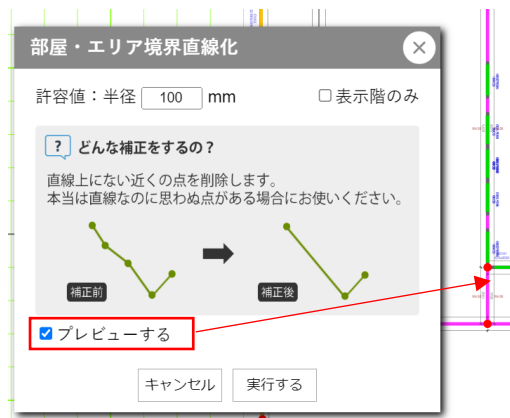 部屋・エリア境界直線化
許容値：半径 100 mm
表示階のみ
? どんな補正をするの？
直線上にない近くの点を削除します。
本当は直線なのに思わぬ点がある場合にお使いください。
補正前
補正後
プレビューする
キャンセル
実行する